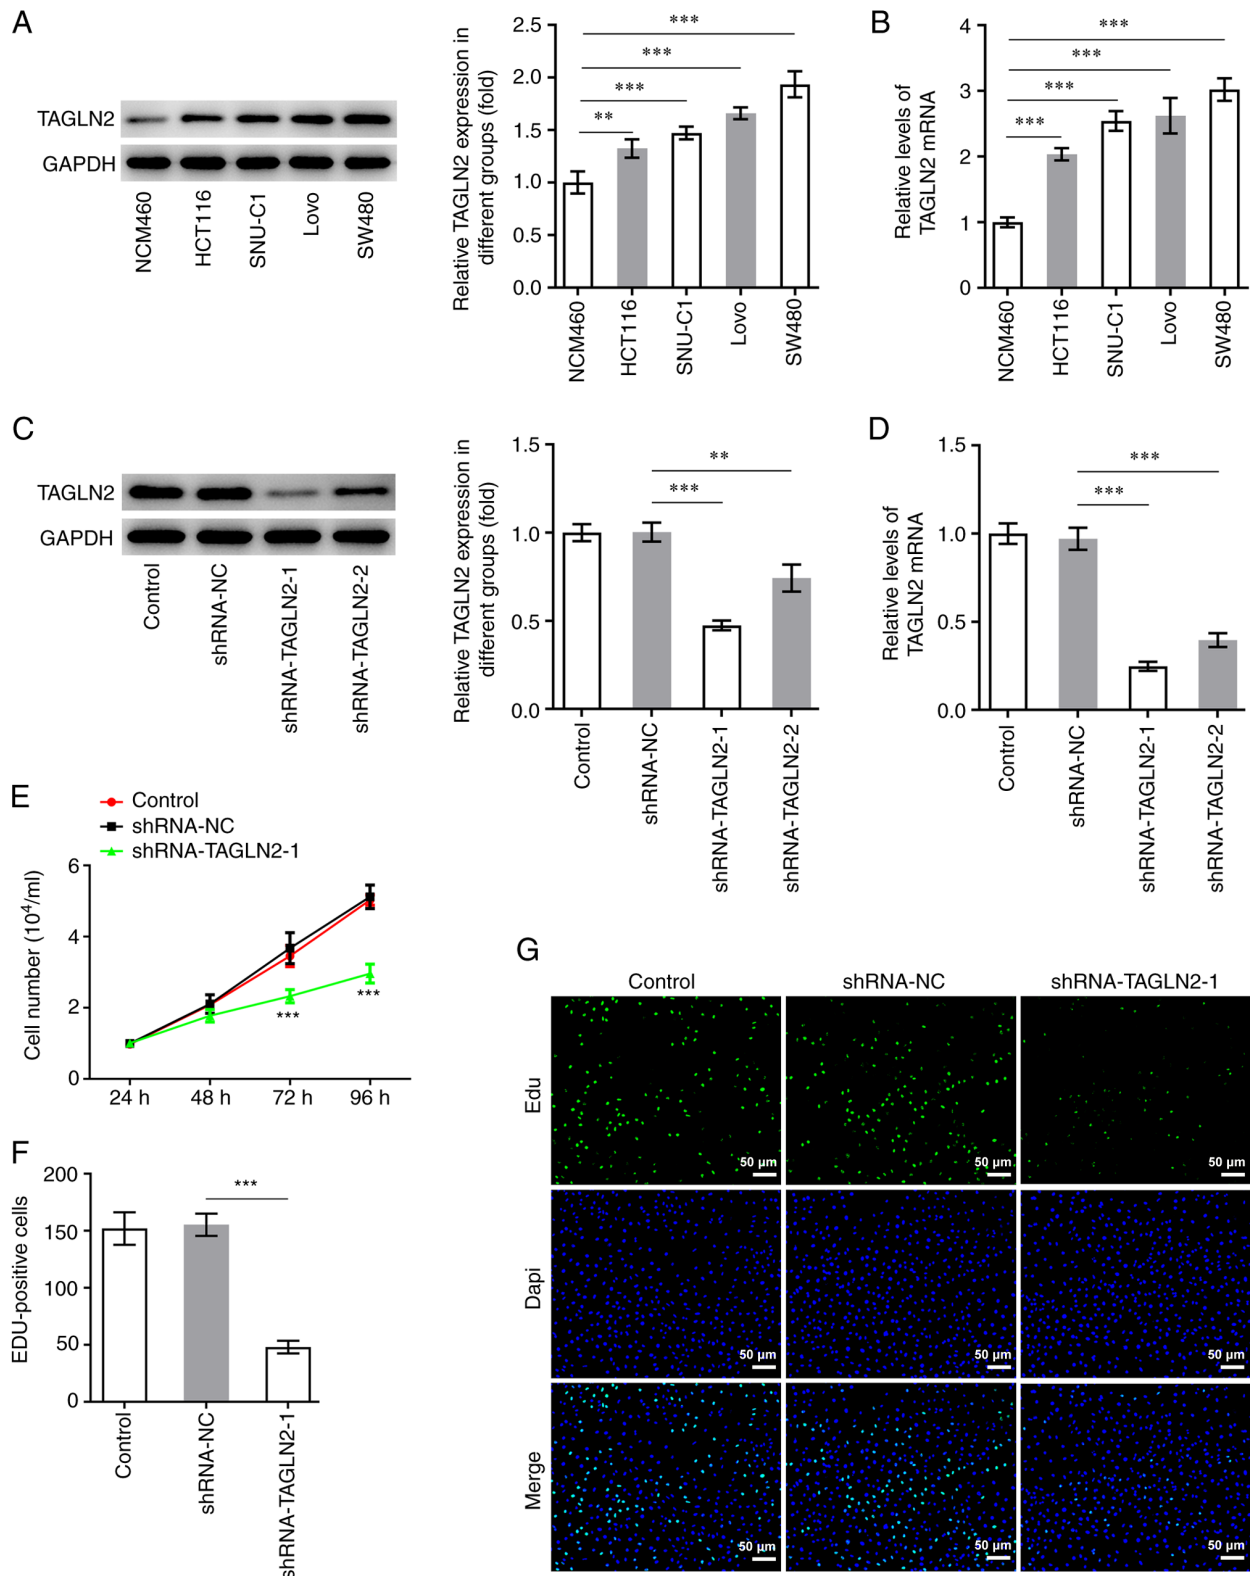 A
TAGLN2
GAPDH
NCM460
HCT116
SNU-C1
Lovo
SW480
Relative TAGLN2 expression in
different groups (fold)
2.5
2.0
1.5
1.0
0.5
0.0
**
***
***
***
NCM460
HCT116
SNU-C1
Lovo
SW480
B
Relative levels of
TAGLN2 mRNA
4
3
2
1
0
***
***
***
***
NCM460
HCT116
SNU-C1
Lovo
SW480
C
TAGLN2
GAPDH
Control
shRNA-NC
shRNA-TAGLN2-1
shRNA-TAGLN2-2
Relative TAGLN2 expression in
different groups (fold)
1.5
1.0
0.5
0.0
**
***
Control
shRNA-NC
shRNA-TAGLN2-1
shRNA-TAGLN2-2
D
Relative levels of
TAGLN2 mRNA
1.5
1.0
0.5
0.0
***
***
Control
shRNA-NC
shRNA-TAGLN2-1
shRNA-TAGLN2-2
E
Control
shRNA-NC
shRNA-TAGLN2-1
Cell number (10⁴/ml)
6
4
2
0
***
***
24 h
48 h
72 h
96 h
F
EDU-positive cells
200
150
100
50
0
***
Control
shRNA-NC
shRNA-TAGLN2-1
G
Control
shRNA-NC
shRNA-TAGLN2-1
Edu
50 µm
50 µm
50 µm
Dapi
50 µm
50 µm
50 µm
Merge
50 µm
50 µm
50 µm